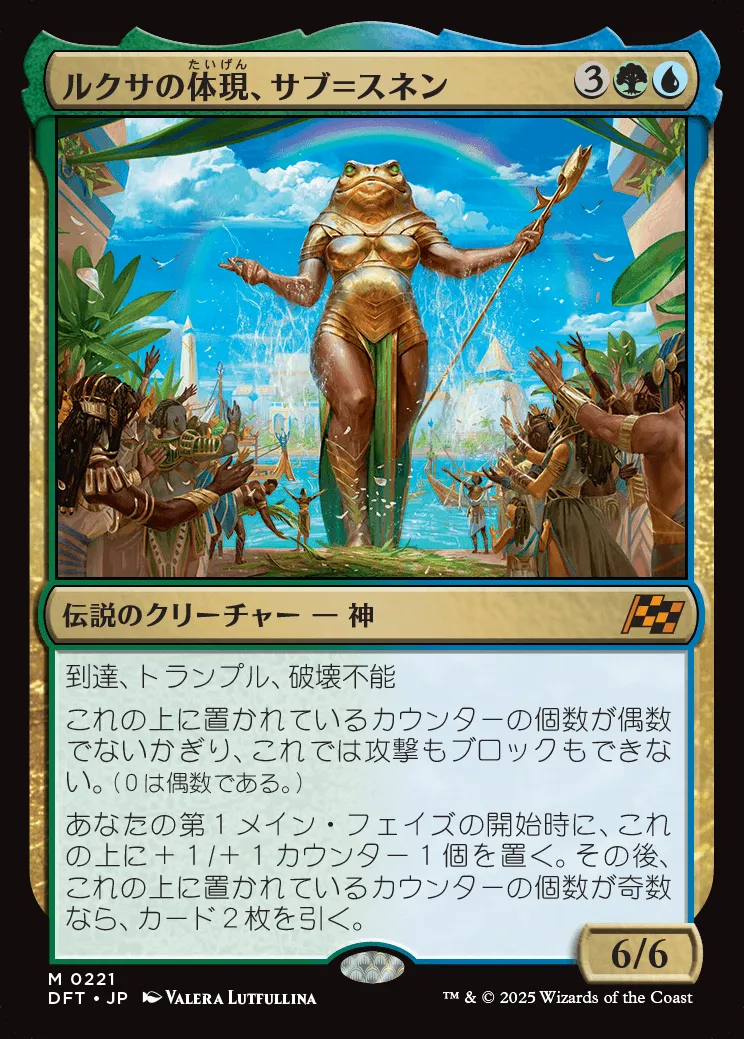 たいげん
ルクサの体現、サブ=スネン 3
伝説のクリーチャー ― 神
到達、トランプル、破壊不能
これの上に置かれているカウンターの個数が偶数
でないかぎり、これでは攻撃もブロックもできな
い。（０は偶数である。）
あなたの第１メイン・フェイズの開始時に、これ
の上に＋１/＋１カウンター１個を置く。その後、
これの上に置かれているカウンターの個数が奇数
なら、カード２枚を引く。
6/6
M 0221
DFT • JP VALERA LUTFULLINA
™ & © 2025 Wizards of the Coast